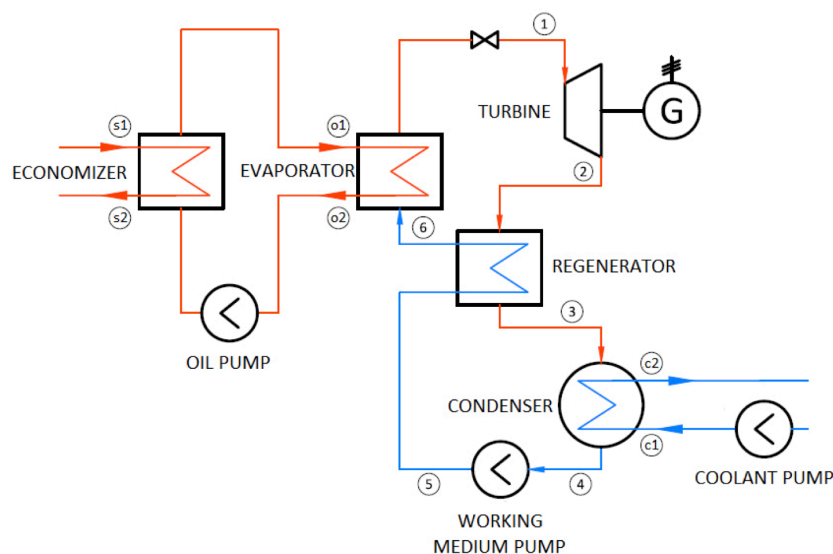 1
TURBINE
G
s1
o1
ECONOMIZER
EVAPORATOR
2
s2
o2
6
REGENERATOR
3
OIL PUMP
c2
CONDENSER
c1
5
4
COOLANT PUMP
WORKING
MEDIUM PUMP